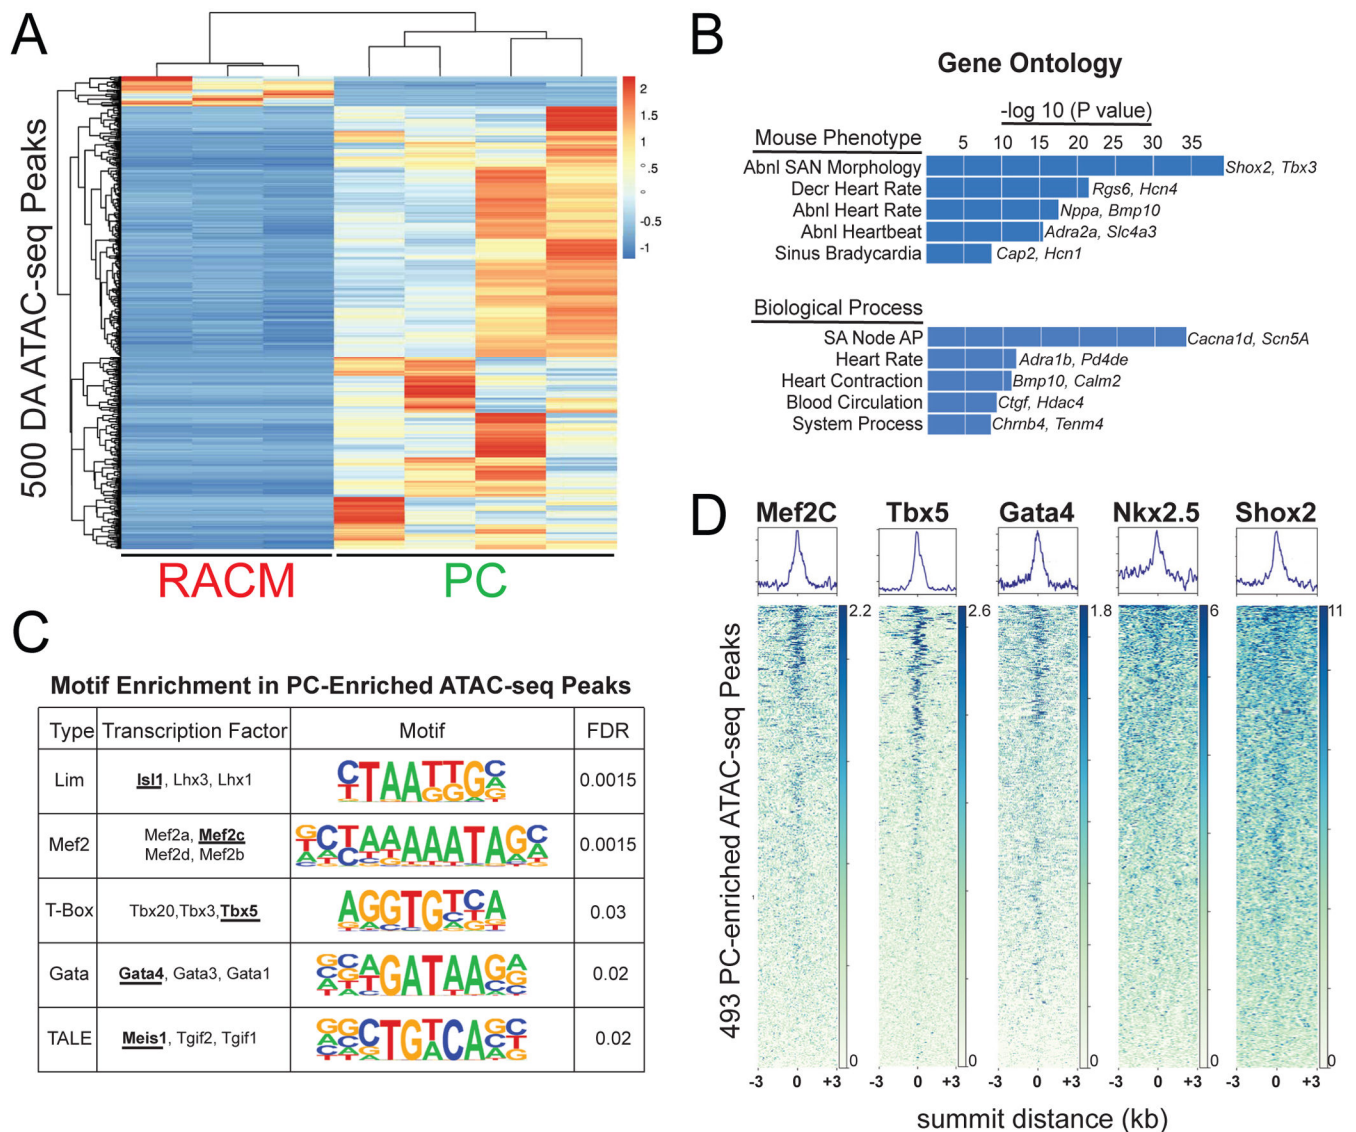 A
500 DA ATAC-seq Peaks
2
1.5
1
.5
0
-0.5
-1
RACM
PC
B
Gene Ontology
-log 10 (P value)
Mouse Phenotype
5 10 15 20 25 30 35
Abnl SAN Morphology Shox2, Tbx3
Decr Heart Rate Rgs6, Hcn4
Abnl Heart Rate Nppa, Bmp10
Abnl Heartbeat Adra2a, Slc4a3
Sinus Bradycardia Cap2, Hcn1
Biological Process
SA Node AP Cacna1d, Scn5A
Heart Rate Adra1b, Pd4de
Heart Contraction Bmp10, Calm2
Blood Circulation Ctgf, Hdac4
System Process Chrnb4, Tenm4
C
Motif Enrichment in PC-Enriched ATAC-seq Peaks
Type Transcription Factor Motif FDR
Lim Isl1, Lhx3, Lhx1 0.0015
Mef2 Mef2a, Mef2c
Mef2d, Mef2b 0.0015
T-Box Tbx20,Tbx3,Tbx5 0.03
Gata Gata4, Gata3, Gata1 0.02
TALE Meis1, Tgif2, Tgif1 0.02
D
Mef2C Tbx5 Gata4 Nkx2.5 Shox2
493 PC-enriched ATAC-seq Peaks
2.2 2.6 1.8 6 11
0 0 0 0 0
-3 0 +3 -3 0 +3 -3 0 +3 -3 0 +3 -3 0 +3
summit distance (kb)